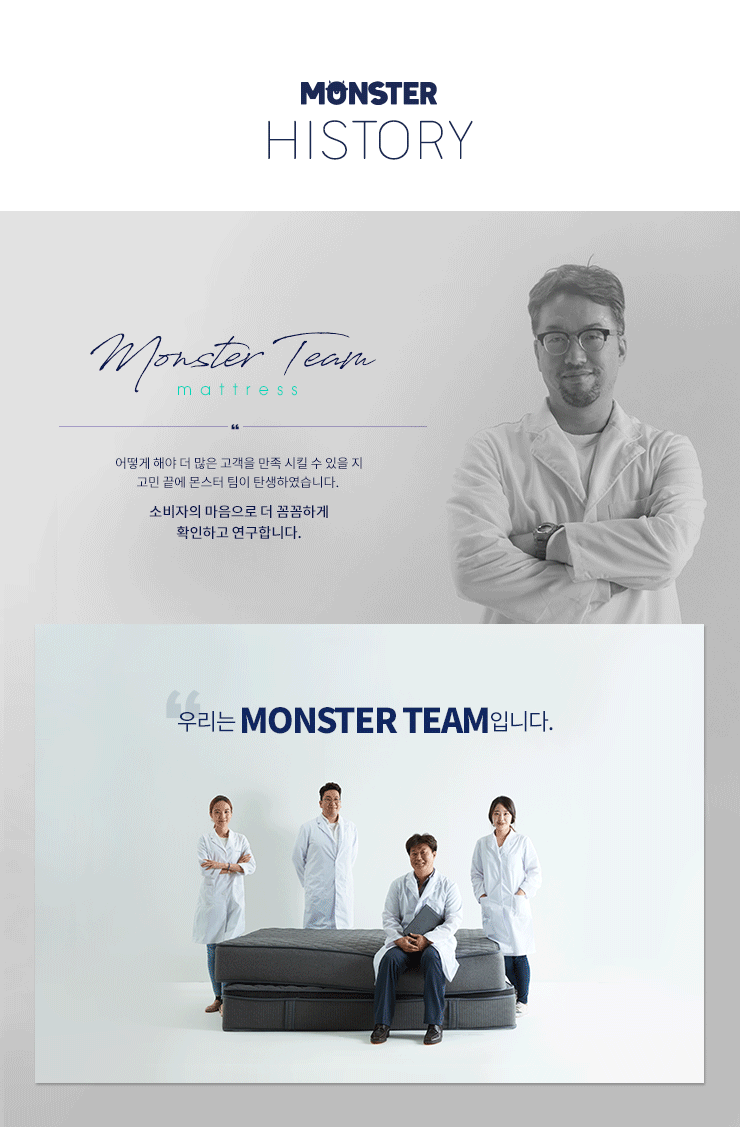 MONSTER
HISTORY
Monster Team
mattress
❝
어떻게 해야 더 많은 고객을 만족 시킬 수 있을 지
고민 끝에 몬스터 팀이 탄생하였습니다.
소비자의 마음으로 더 꼼꼼하게
확인하고 연구합니다.
❝우리는 MONSTER TEAM입니다.